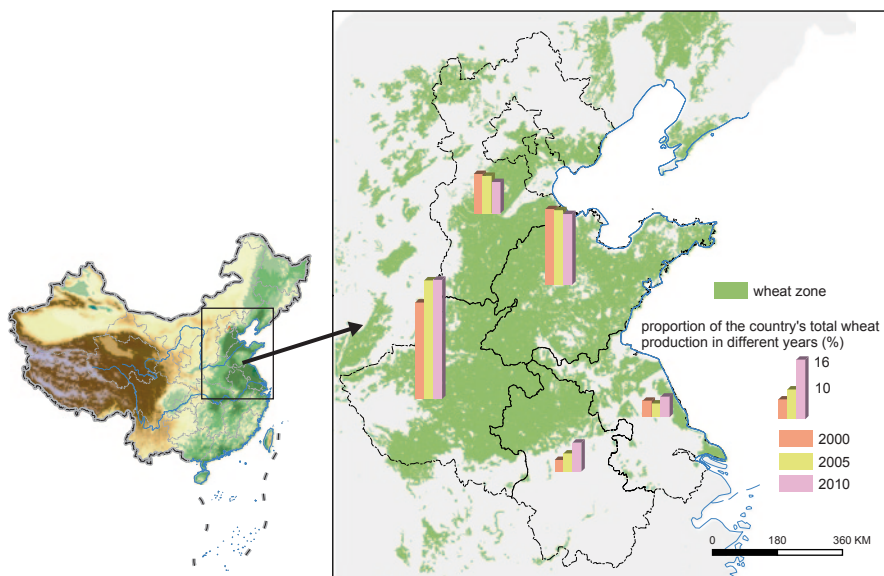 wheat zone
proportion of the country's total wheat
production in different years (%)
16
10
2000
2005
2010
0 180 360 KM